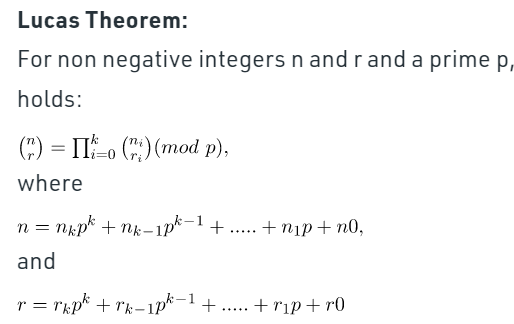 Lucas Theorem:
For non negative integers n and r and a prime p,
holds:
$\binom{n}{r} = \prod_{i=0}^{k} \binom{n_i}{r_i} (mod\ p),$
where
$n = n_k p^k + n_{k-1} p^{k-1} + ..... + n_1 p + n0,$
and
$r = r_k p^k + r_{k-1} p^{k-1} + ..... + r_1 p + r0$